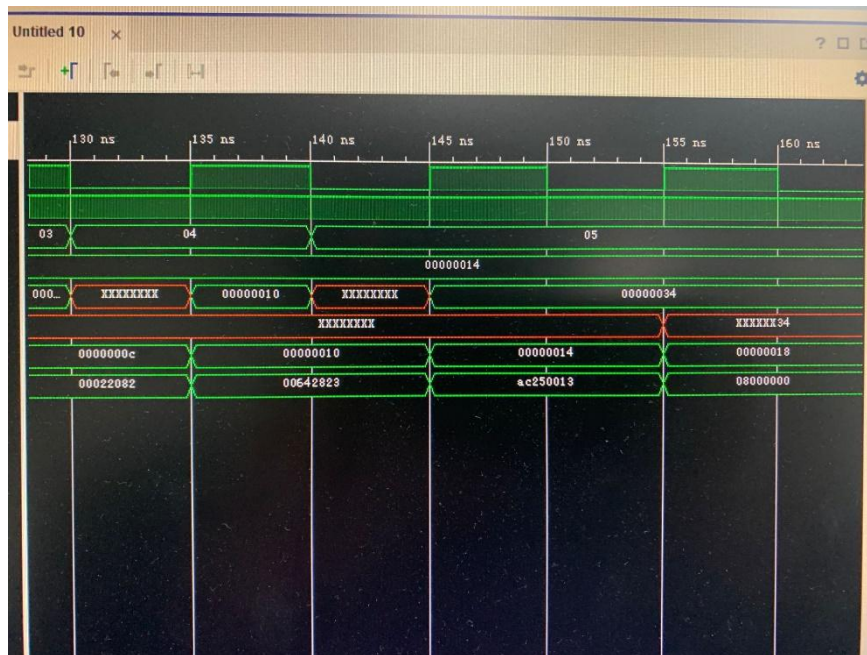 Untitled 10 ×
?
130 ns 135 ns 140 ns 145 ns 150 ns 155 ns 160 ns
03 04 05
00000014
000… XXXXXXXX 00000010 XXXXXXXX 00000034
XXXXXXXX XXXXXX34
0000000c 00000010 00000014 00000018
00022082 00642823 ac250013 08000000